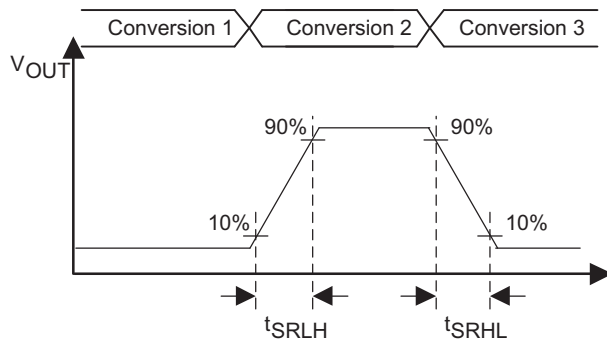 Conversion 1 Conversion 2 Conversion 3
VOUT
90% 90%
10% 10%
tSRLH tSRHL